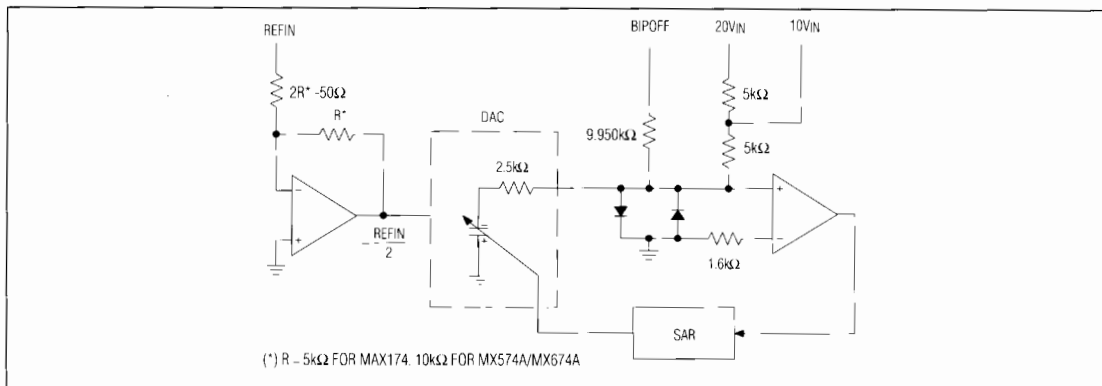 REFIN
BIPOFF
20VIN
10VIN
2R* -50Ω
R*
DAC
5kΩ
9.950kΩ
5kΩ
2.5kΩ
−
+
+
−
- REFIN
2
+
1.6kΩ
SAR
(*) R – 5kΩ FOR MAX174. 10kΩ FOR MX574A/MX674A